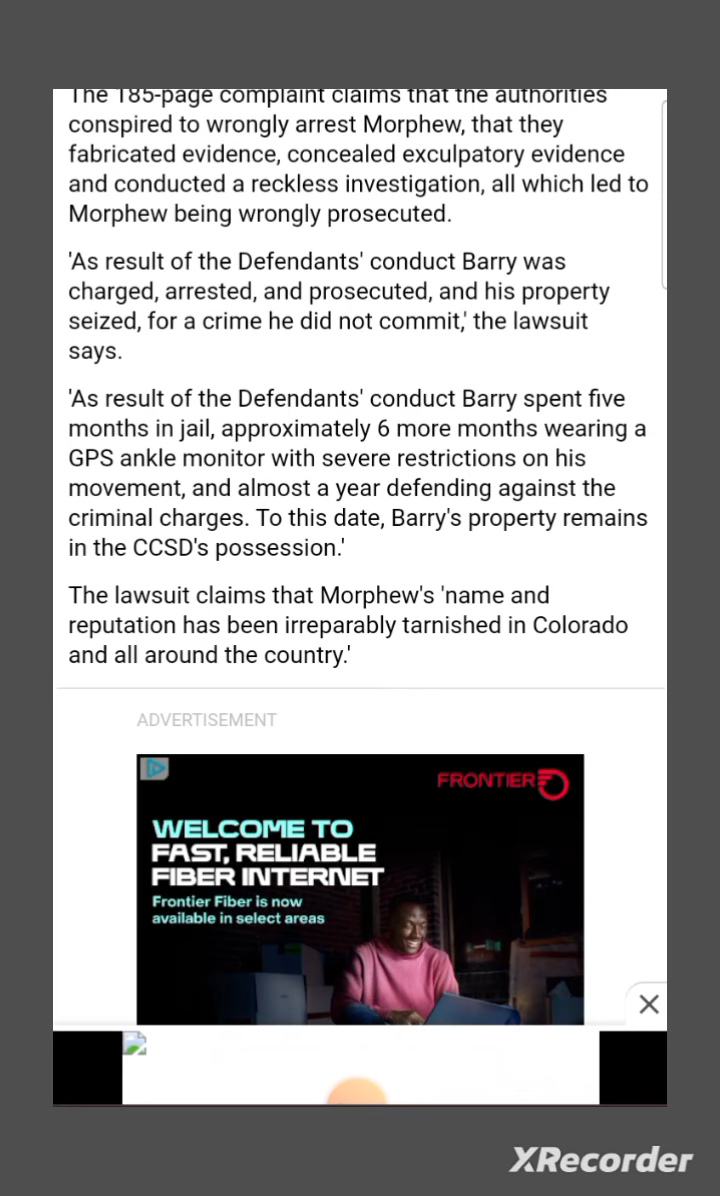 The 185-page complaint claims that the authorities
conspired to wrongly arrest Morphew, that they
fabricated evidence, concealed exculpatory evidence
and conducted a reckless investigation, all which led to
Morphew being wrongly prosecuted.
'As result of the Defendants' conduct Barry was
charged, arrested, and prosecuted, and his property
seized, for a crime he did not commit,' the lawsuit
says.
'As result of the Defendants' conduct Barry spent five
months in jail, approximately 6 more months wearing a
GPS ankle monitor with severe restrictions on his
movement, and almost a year defending against the
criminal charges. To this date, Barry's property remains
in the CCSD's possession.'
The lawsuit claims that Morphew's 'name and
reputation has been irreparably tarnished in Colorado
and all around the country.'
ADVERTISEMENT
FRONTIER
WELCOME TO
FAST, RELIABLE
FIBER INTERNET
Frontier Fiber is now
available in select areas
XRecorder